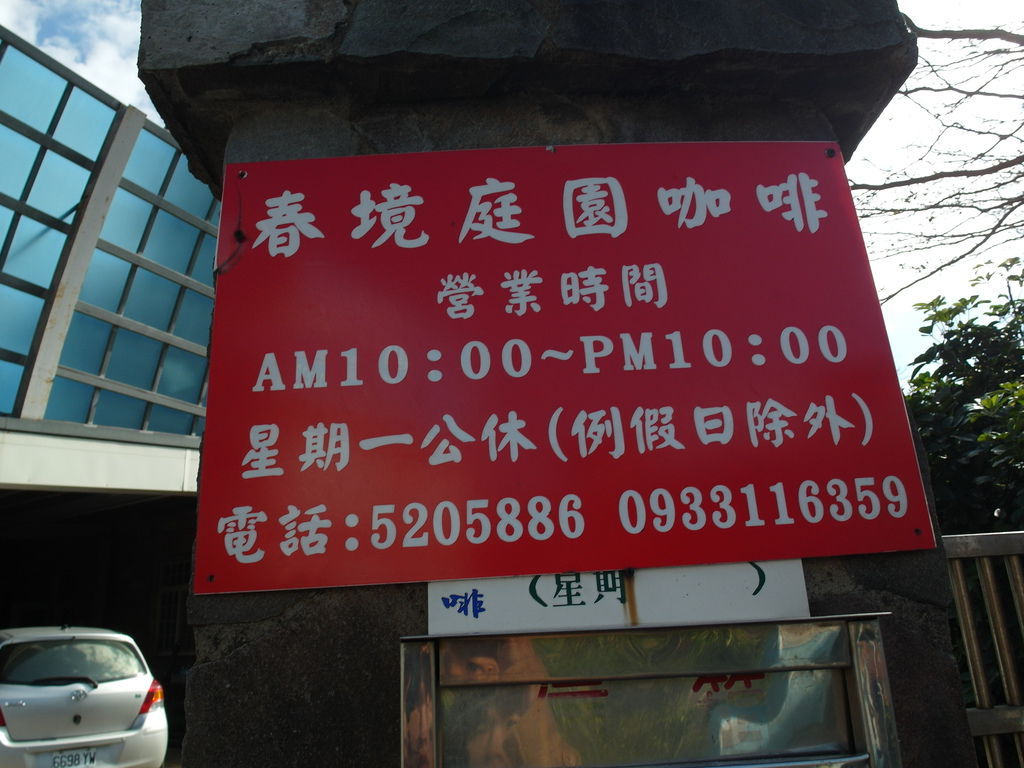 春境庭園咖啡
營業時間
AM10:00~PM10:00
星期一公休(例假日除外)
電話:5205886 0933116359
啡 (星期 )
6698 YW